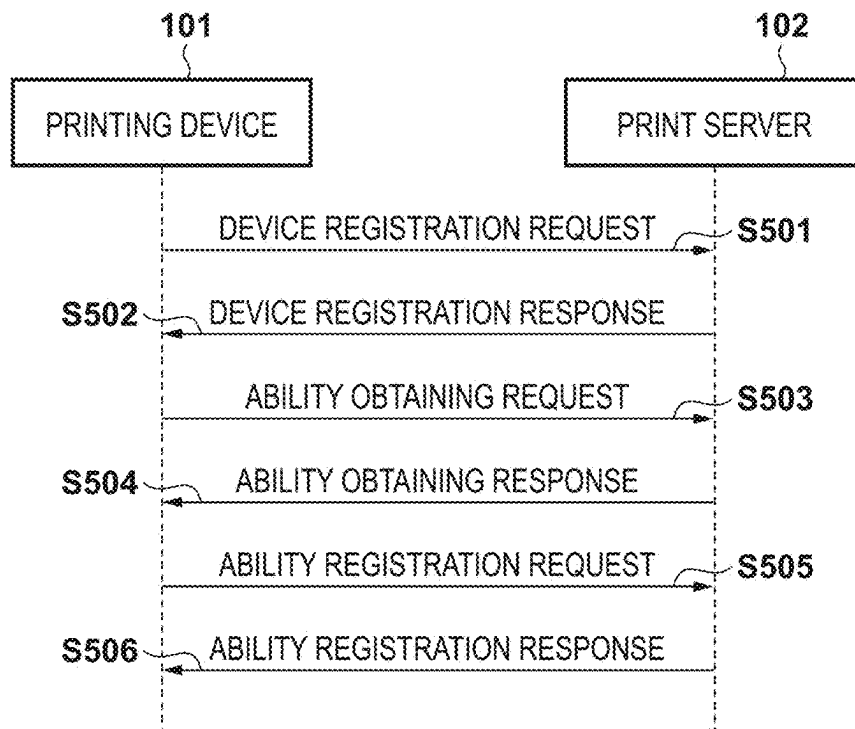 101
102
PRINTING DEVICE
PRINT SERVER
DEVICE REGISTRATION REQUEST
S501
S502
DEVICE REGISTRATION RESPONSE
ABILITY OBTAINING REQUEST
S503
S504
ABILITY OBTAINING RESPONSE
ABILITY REGISTRATION REQUEST
S505
S506
ABILITY REGISTRATION RESPONSE